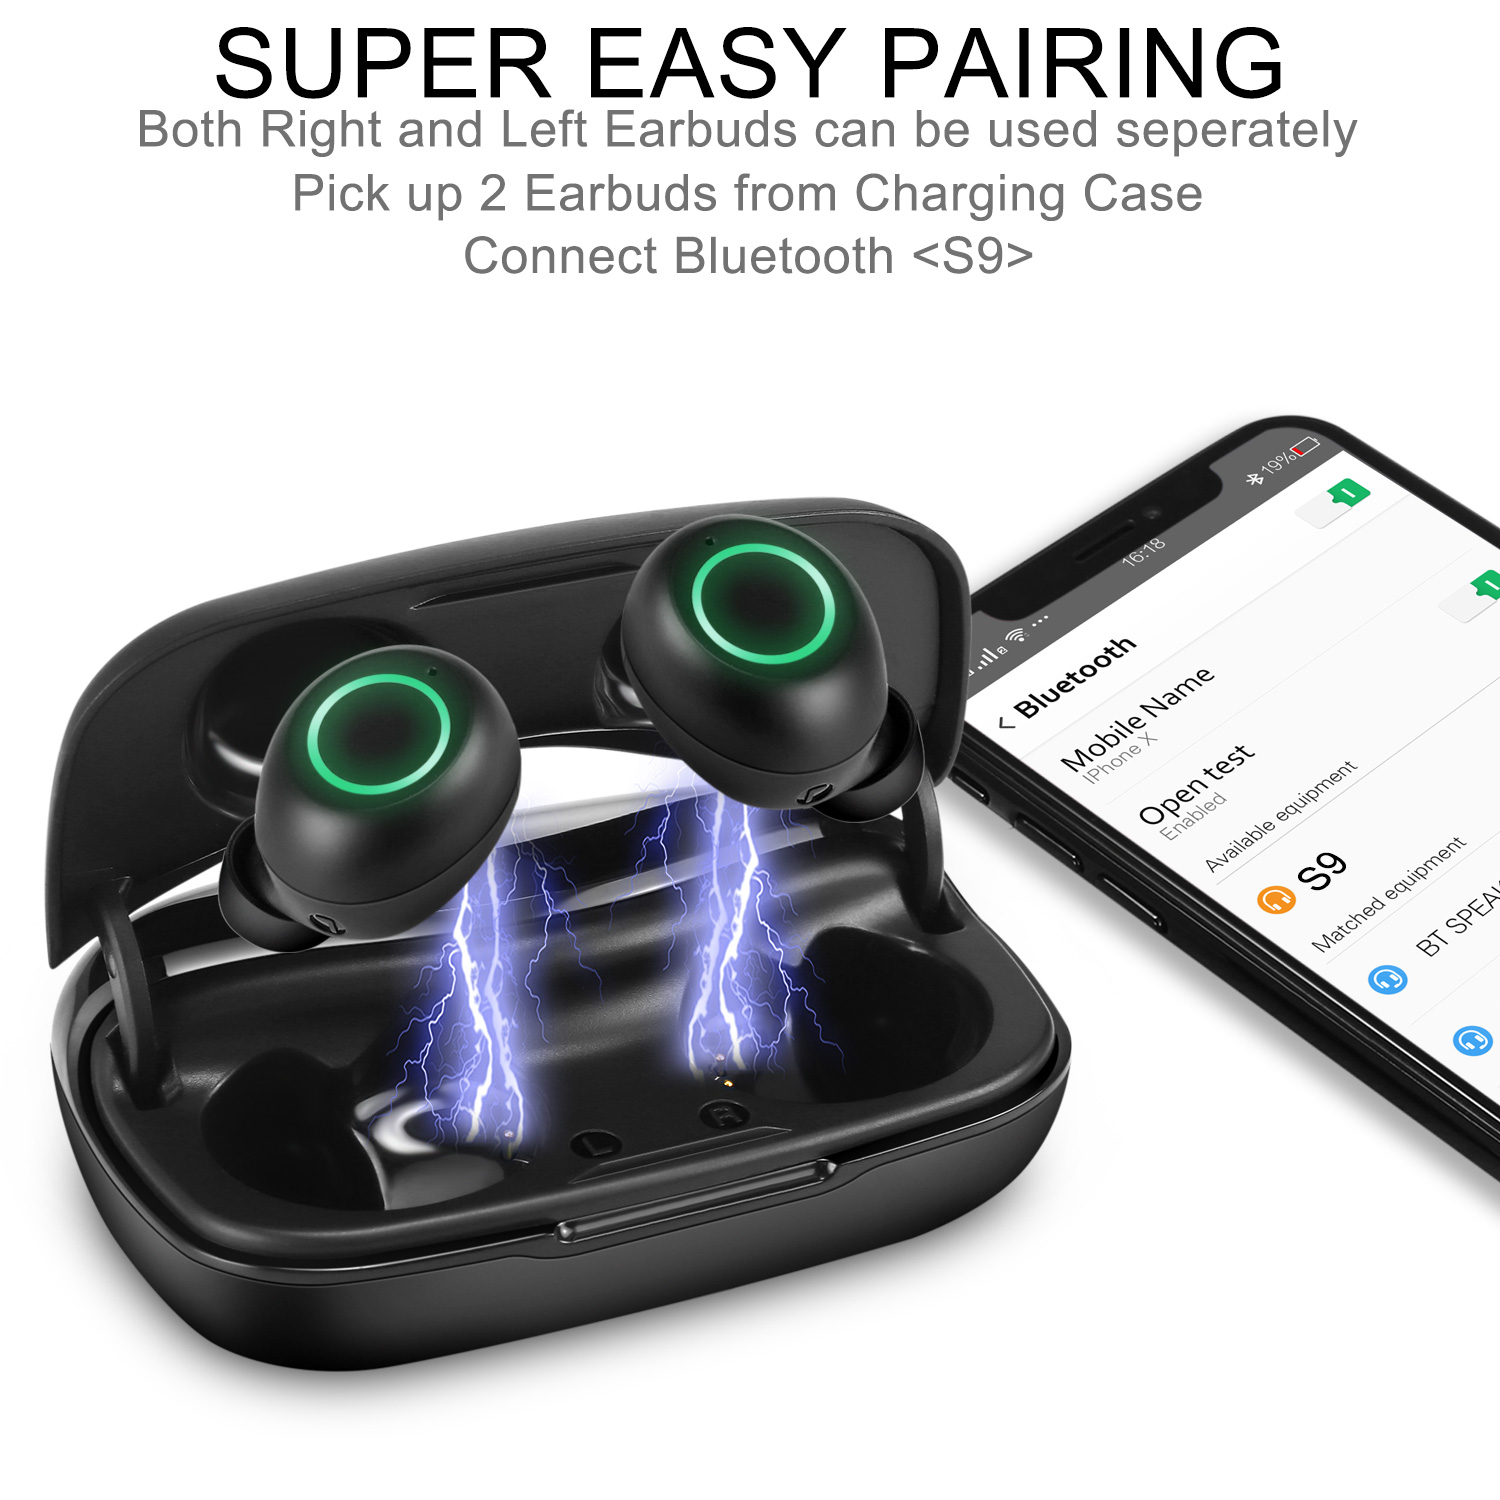 SUPER EASY PAIRING
Both Right and Left Earbuds can be used seperately
Pick up 2 Earbuds from Charging Case
Connect Bluetooth <S9>
16:18
19%
< Bluetooth
Mobile Name
IPhone X
Open test
Enabled
Available equipment
S9
Matched equipment
BT
L
R